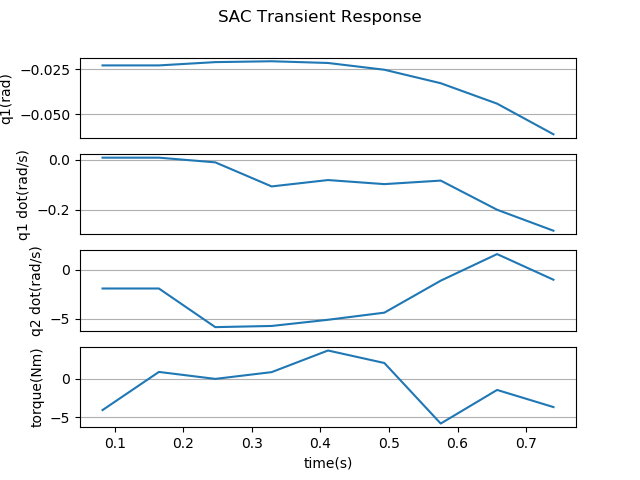 SAC Transient Response
−0.025
−0.050
q1(rad)
0.0
−0.2
q1 dot(rad/s)
0
−5
q2 dot(rad/s)
0
−5
torque(Nm)
0.1 0.2 0.3 0.4 0.5 0.6 0.7
time(s)